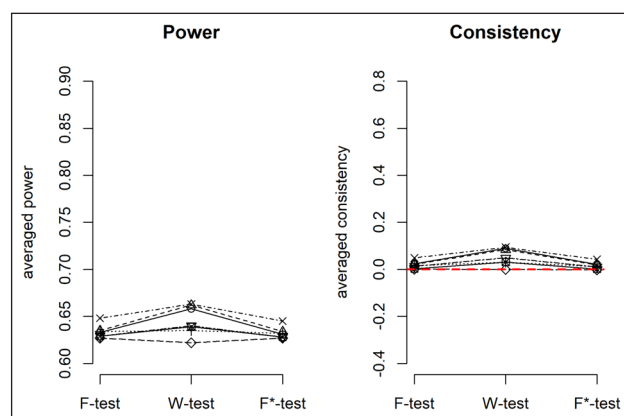 Power
averaged power
0.90
0.85
0.80
0.75
0.70
0.65
0.60
F-test
W-test
F*-test
Consistency
averaged consistency
0.8
0.6
0.4
0.2
0.0
-0.2
-0.4
F-test
W-test
F*-test